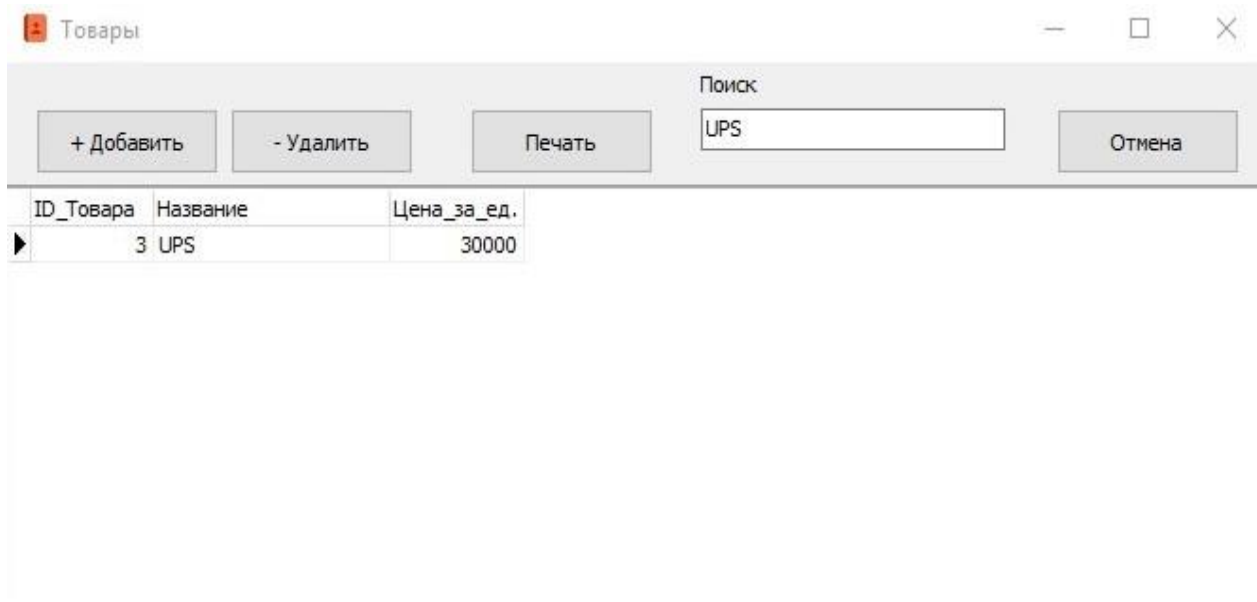 Товары
Поиск
+ Добавить - Удалить Печать UPS Отмена
ID_Товара Название Цена_за_ед.
3 UPS 30000